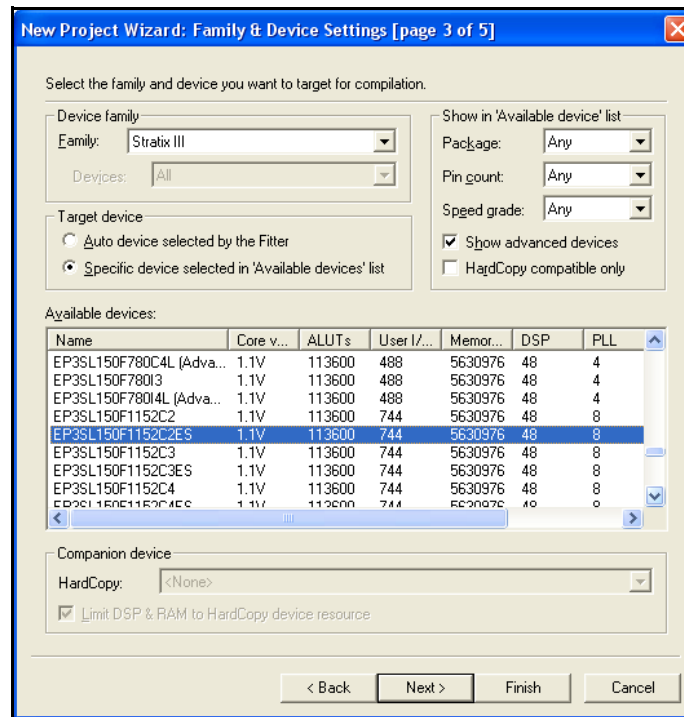 New Project Wizard: Family & Device Settings [page 3 of 5]
Select the family and device you want to target for compilation.
Device family
Family: Stratix III
Devices: All
Target device
Auto device selected by the Fitter
Specific device selected in 'Available devices' list
Show in 'Available device' list
Package: Any
Pin count: Any
Speed grade: Any
Show advanced devices
HardCopy compatible only
Available devices:
Name Core v... ALUTs User I/... Memor... DSP PLL
EP3SL150F780C4L (Adva... 1.1V 113600 488 5630976 48 4
EP3SL150F780I3 1.1V 113600 488 5630976 48 4
EP3SL150F780I4L (Adva... 1.1V 113600 488 5630976 48 4
EP3SL150F1152C2 1.1V 113600 744 5630976 48 8
EP3SL150F1152C2ES 1.1V 113600 744 5630976 48 8
EP3SL150F1152C3 1.1V 113600 744 5630976 48 8
EP3SL150F1152C3ES 1.1V 113600 744 5630976 48 8
EP3SL150F1152C4 1.1V 113600 744 5630976 48 8
EP3SL150F1152C4ES 1.1V 113600 744 5630976 48 8
Companion device
HardCopy: <None>
Limit DSP & RAM to HardCopy device resource
< Back Next > Finish Cancel